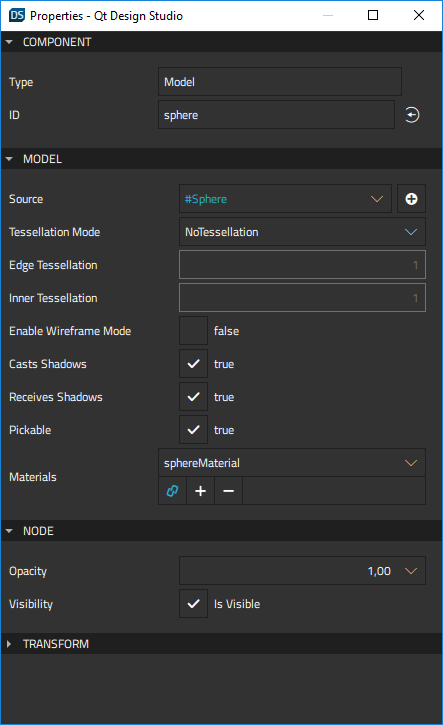 DS Properties - Qt Design Studio
COMPONENT
Type Model
ID sphere
MODEL
Source #Sphere
Tessellation Mode NoTessellation
Edge Tessellation 1
Inner Tessellation 1
Enable Wireframe Mode false
Casts Shadows true
Receives Shadows true
Pickable true
sphereMaterial
Materials
NODE
Opacity 1,00
Visibility Is Visible
TRANSFORM